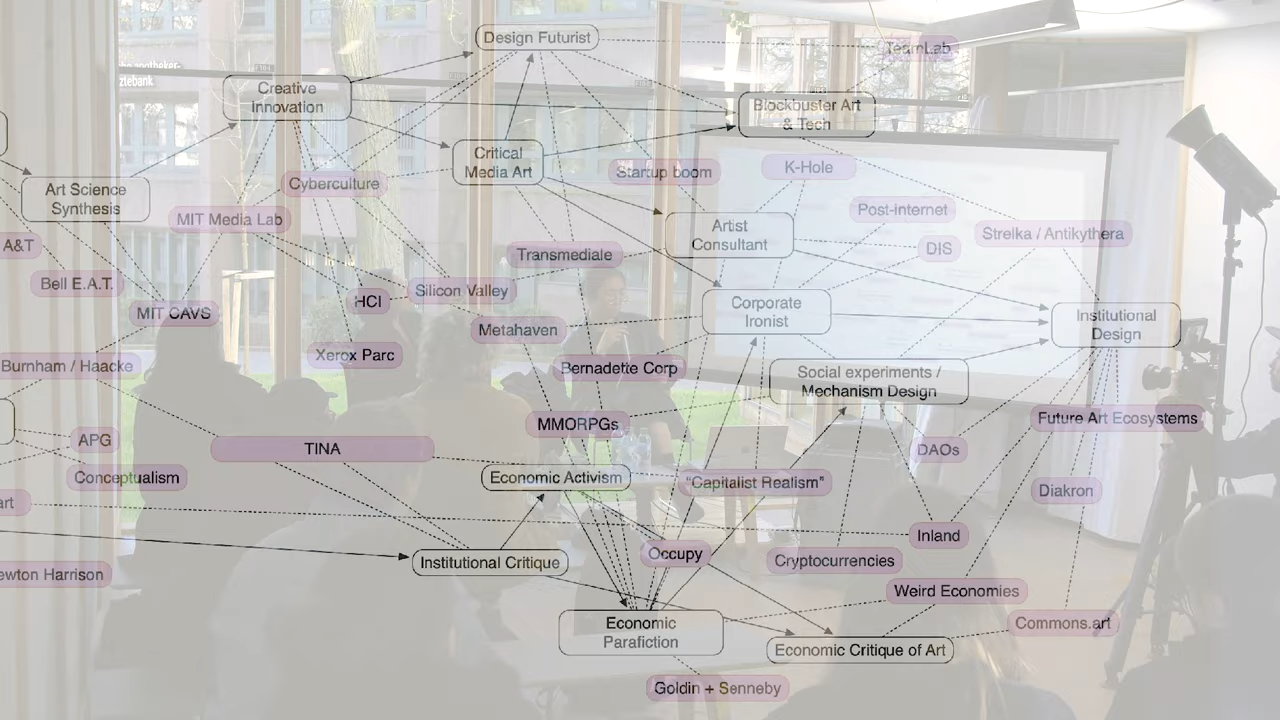 Design Futurist
TeamLab
Creative
Innovation
Blockbuster Art
& Tech
Critical
Media Art
Startup boom
K-Hole
Cyberculture
Art Science
Synthesis
MIT Media Lab
Post-internet
Artist
Consultant
Strelka / Antikythera
A&T
Transmediale
DIS
Bell E.A.T.
HCI
Silicon Valley
MIT CAVS
Corporate
Ironist
Institutional
Design
Metahaven
Xerox Parc
Burnham / Haacke
Bernadette Corp
Social experiments /
Mechanism Design
MMORPGs
Future Art Ecosystems
APG
TINA
DAOs
Conceptualism
Economic Activism
"Capitalist Realism"
Diakron
art
Inland
Institutional Critique
Occupy
Cryptocurrencies
ewton Harrison
Weird Economies
Economic
Parafiction
Commons.art
Economic Critique of Art
Goldin + Senneby
ztebank